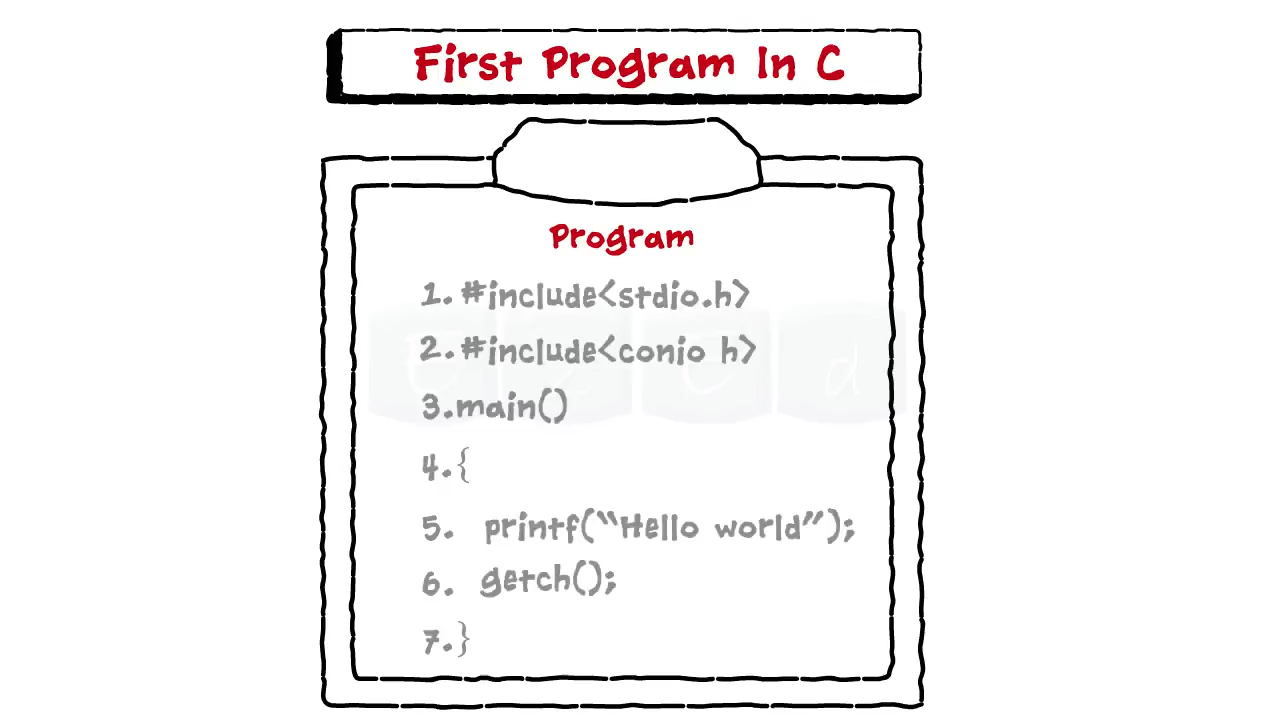 First Program In C
Program
1. #include<stdio.h>
2. #include<conio h>
3.main()
4.{
5. printf(“Hello world”);
6. getch();
7.}